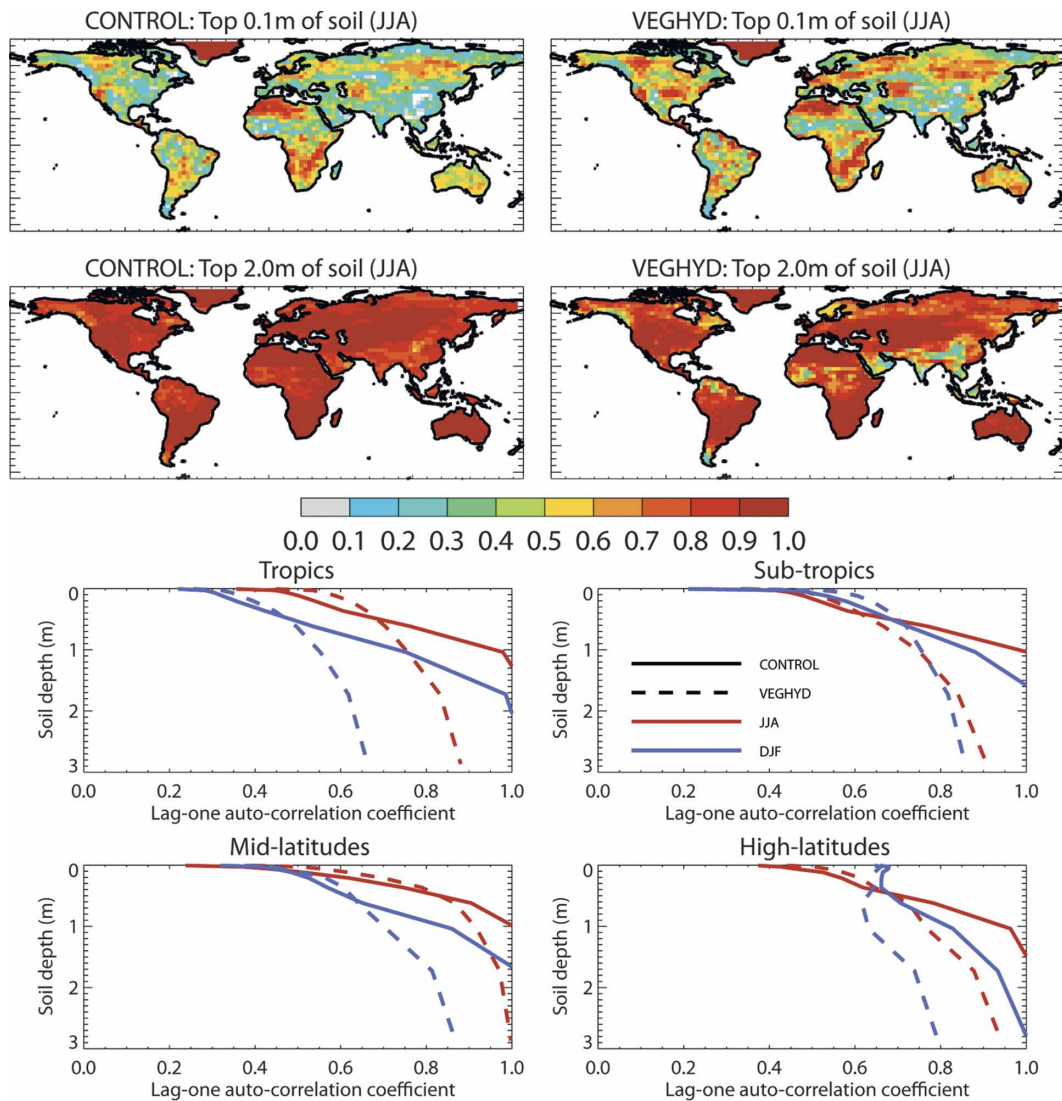 CONTROL: Top 0.1m of soil (JJA)
VEGHYD: Top 0.1m of soil (JJA)
CONTROL: Top 2.0m of soil (JJA)
VEGHYD: Top 2.0m of soil (JJA)
0.0 0.1 0.2 0.3 0.4 0.5 0.6 0.7 0.8 0.9 1.0
Tropics
Soil depth (m)
0
1
2
3
0.0 0.2 0.4 0.6 0.8 1.0
Lag-one auto-correlation coefficient
Sub-tropics
Soil depth (m)
0
1
2
3
CONTROL
VEGHYD
JJA
DJF
0.0 0.2 0.4 0.6 0.8 1.0
Lag-one auto-correlation coefficient
Mid-latitudes
Soil depth (m)
0
1
2
3
0.0 0.2 0.4 0.6 0.8 1.0
Lag-one auto-correlation coefficient
High-latitudes
Soil depth (m)
0
1
2
3
0.0 0.2 0.4 0.6 0.8 1.0
Lag-one auto-correlation coefficient